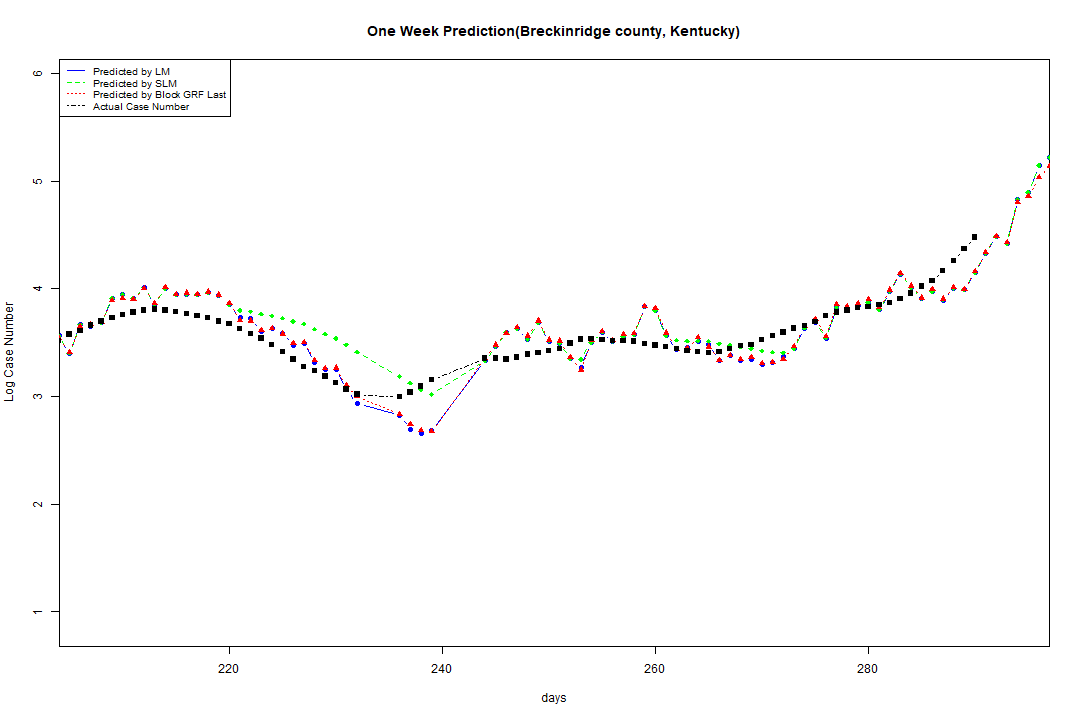 One Week Prediction(Breckinridge county, Kentucky)
Predicted by LM
Predicted by SLM
Predicted by Block GRF Last
Actual Case Number
6
5
4
3
2
1
Log Case Number
220 240 260 280
days